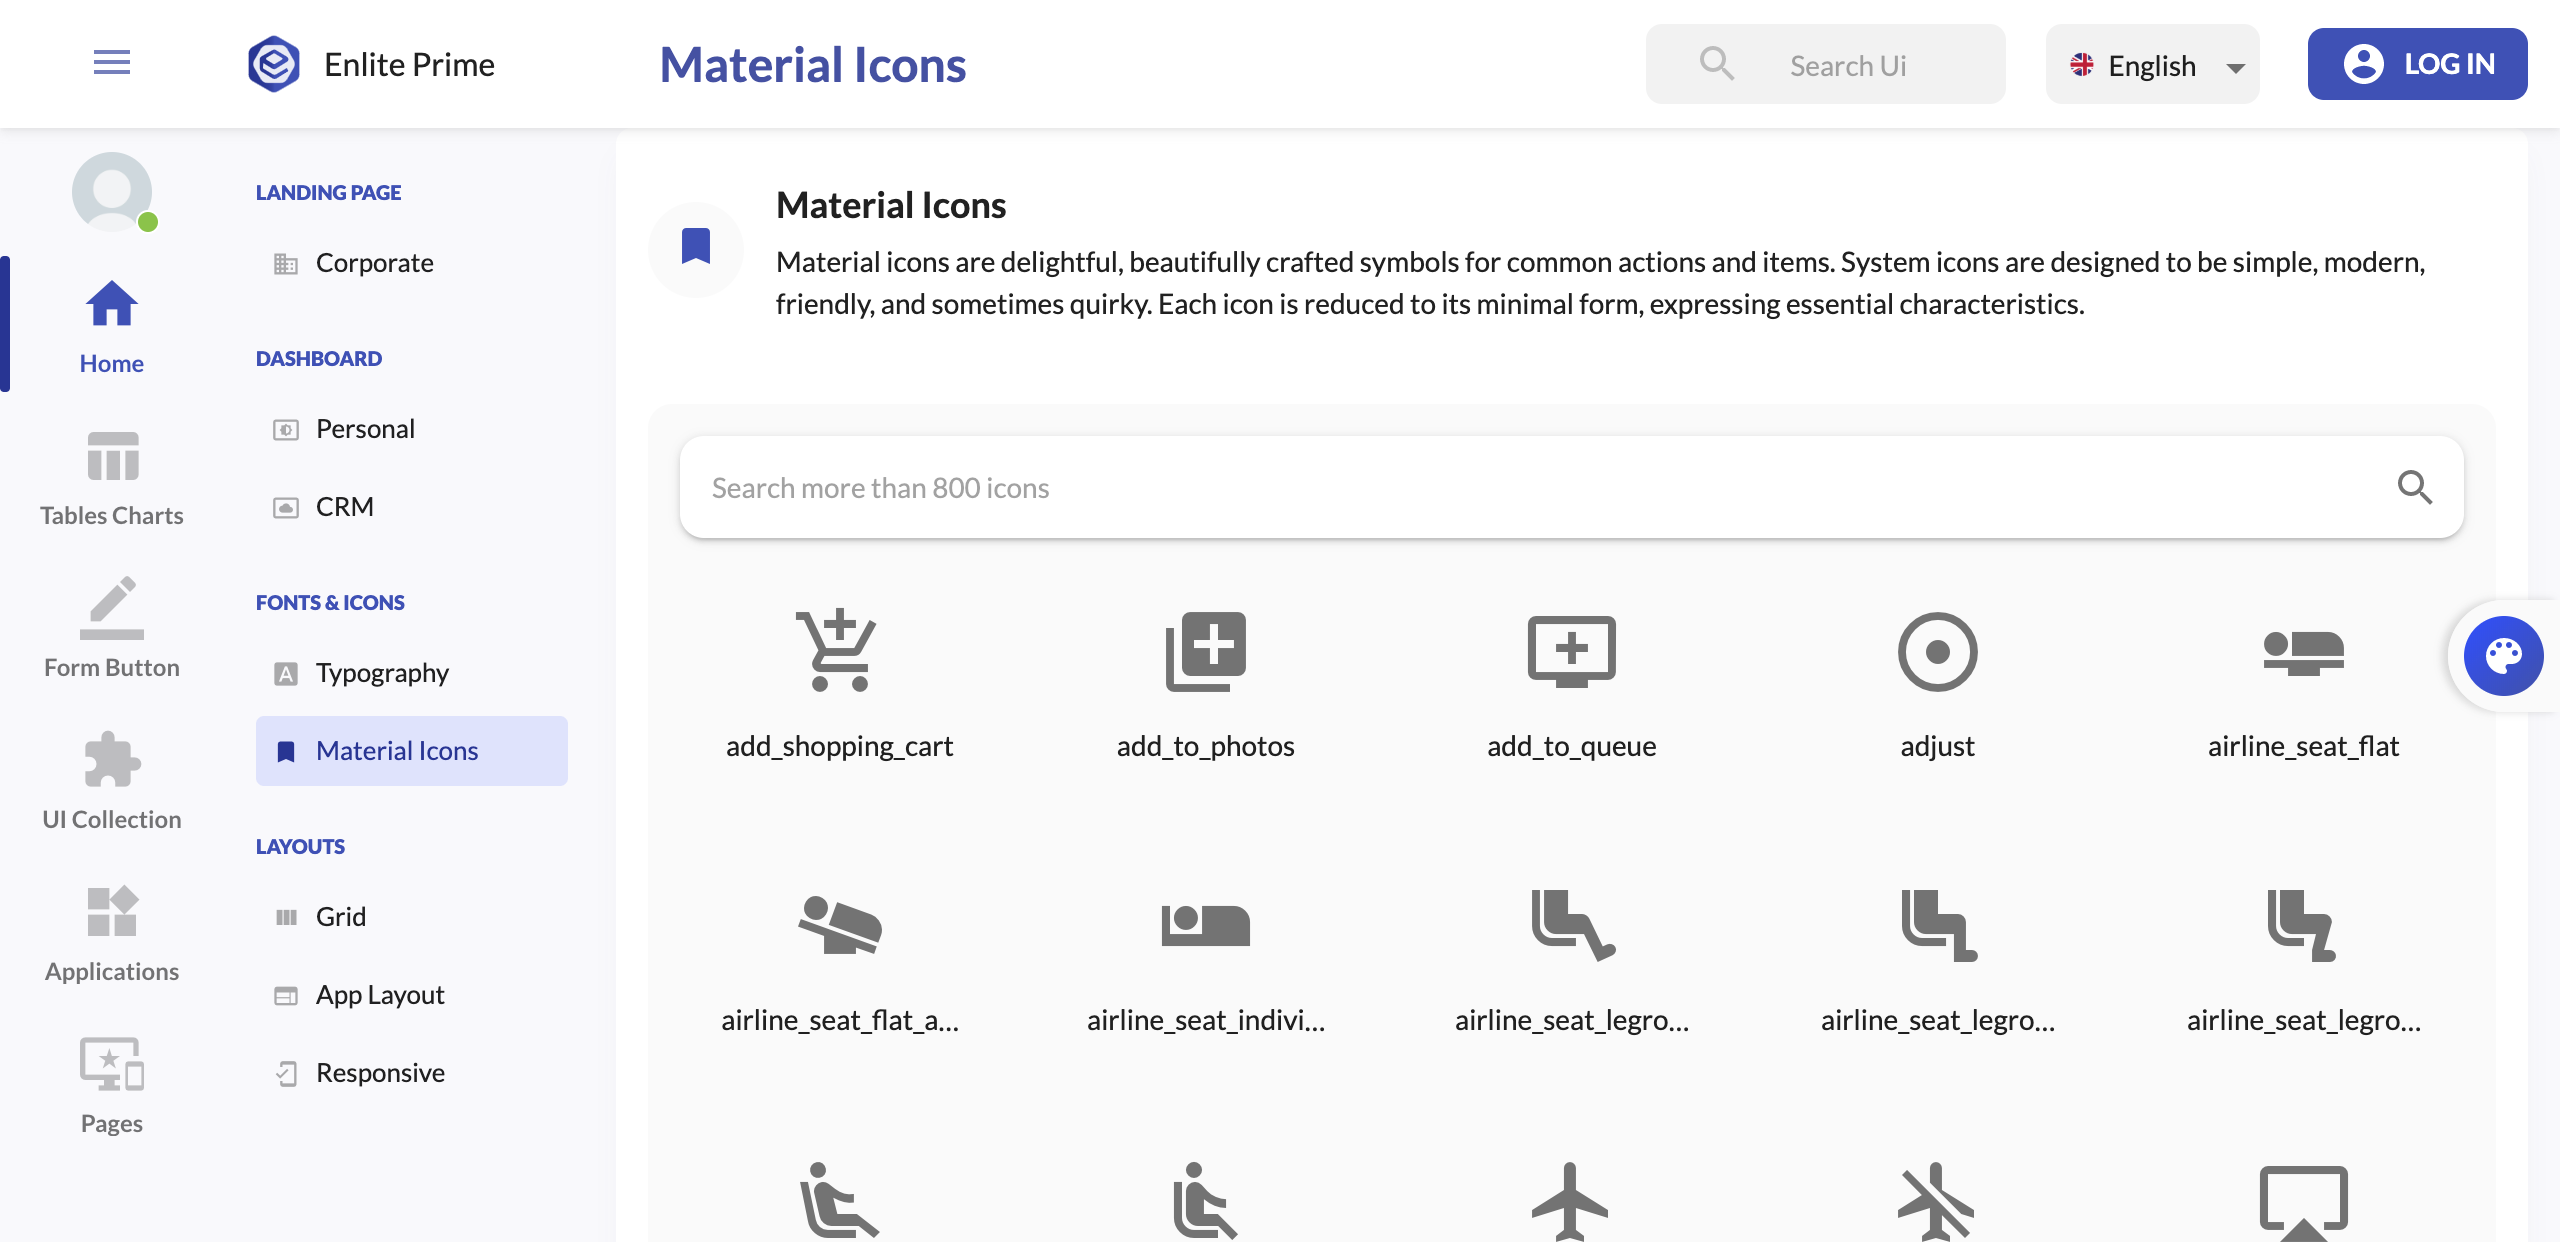 Enlite Prime
Material Icons
Search Ui
English
LOG IN
Home
Tables Charts
Form Button
UI Collection
Applications
Pages
LANDING PAGE
Corporate
DASHBOARD
Personal
CRM
FONTS & ICONS
A
Typography
Material Icons
LAYOUTS
Grid
App Layout
Responsive
Material Icons
Material icons are delightful, beautifully crafted symbols for common actions and items. System icons are designed to be simple, modern,
friendly, and sometimes quirky. Each icon is reduced to its minimal form, expressing essential characteristics.
Search more than 800 icons
add_shopping_cart
add_to_photos
add_to_queue
adjust
airline_seat_flat
airline_seat_flat_a...
airline_seat_indivi...
airline_seat_legro...
airline_seat_legro...
airline_seat_legro...